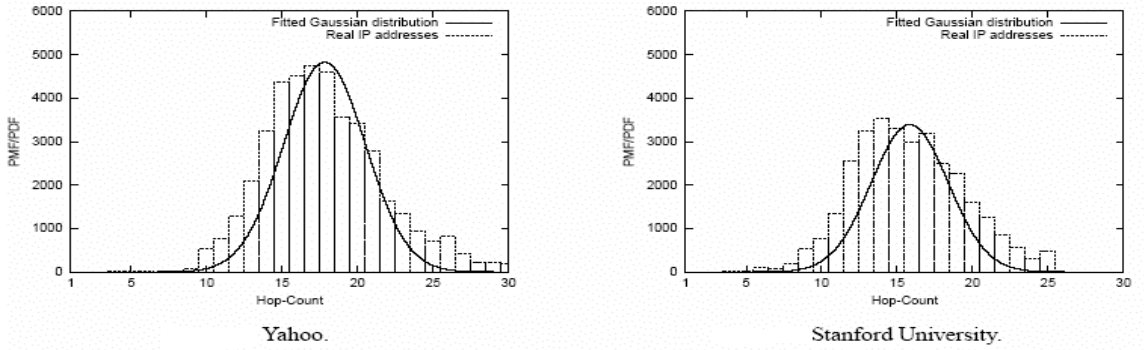 6000
5000
4000
3000
2000
1000
0
PMF/PDF
Fitted Gaussian distribution
Real IP addresses
1 5 10 15 20 25 30
Hop-Count
Yahoo.
6000
5000
4000
3000
2000
1000
0
PMF/PDF
Fitted Gaussian distribution
Real IP addresses
1 5 10 15 20 25 30
Hop-Count
Stanford University.